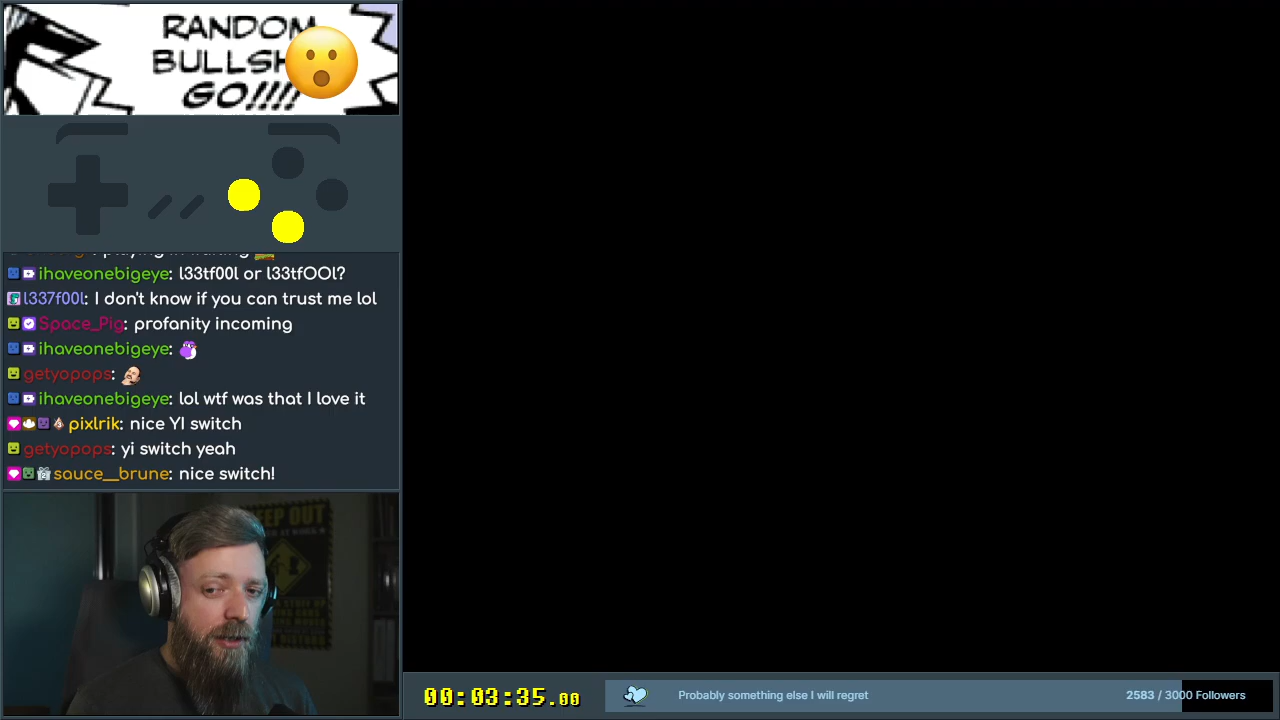 RANDOM
BULLSH
GO!!!!
ihaveonebigeye: l33tf00l or l33tfOOl?
l337f00l: I don't know if you can trust me lol
Space_Pig: profanity incoming
ihaveonebigeye:
getyopops:
ihaveonebigeye: lol wtf was that I love it
pixlrik: nice YI switch
getyopops: yi switch yeah
sauce__brune: nice switch!
KEEP OUT
00:03:35.00
Probably something else I will regret
2583 / 3000 Followers